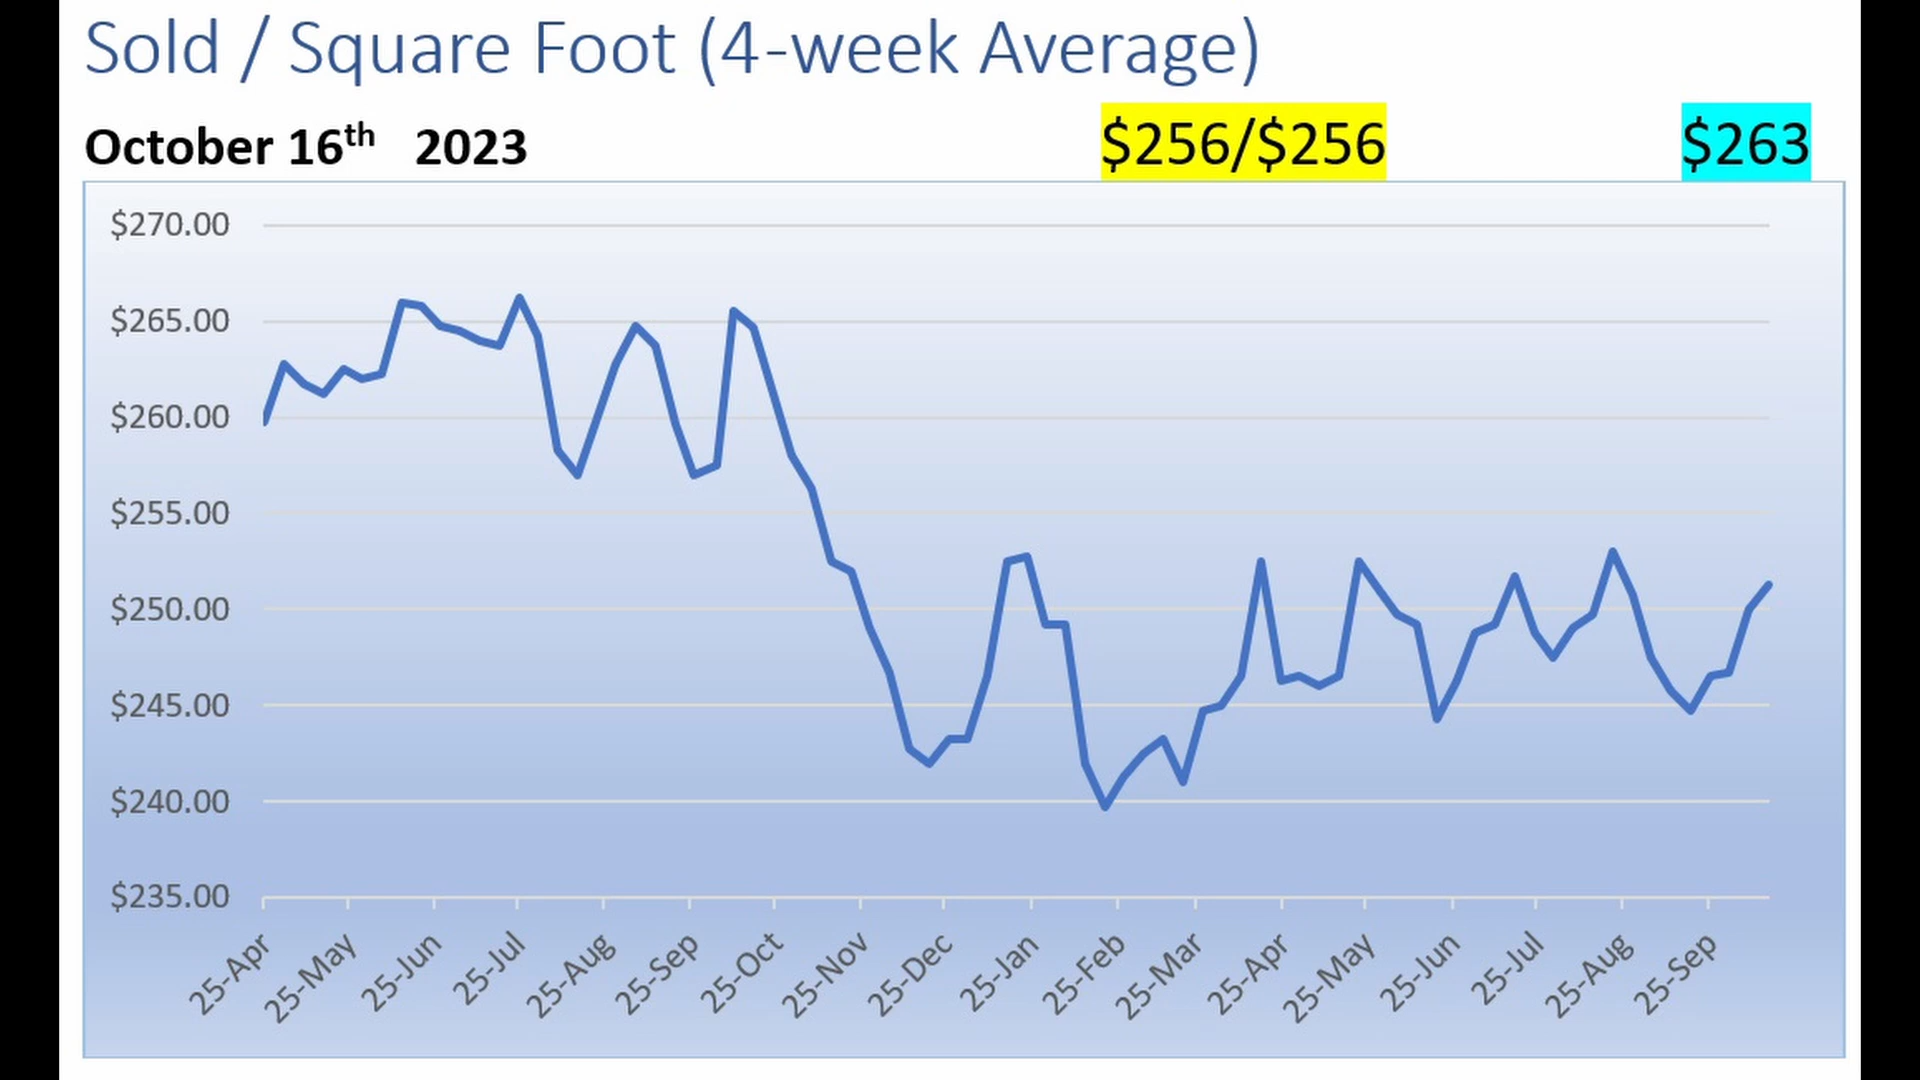 Sold / Square Foot (4-week Average)
October 16th 2023
$256/$256
$263
$270.00
$265.00
$260.00
$255.00
$250.00
$245.00
$240.00
$235.00
25-Apr
25-May
25-Jun
25-Jul
25-Aug
25-Sep
25-Oct
25-Nov
25-Dec
25-Jan
25-Feb
25-Mar
25-Apr
25-May
25-Jun
25-Jul
25-Aug
25-Sep